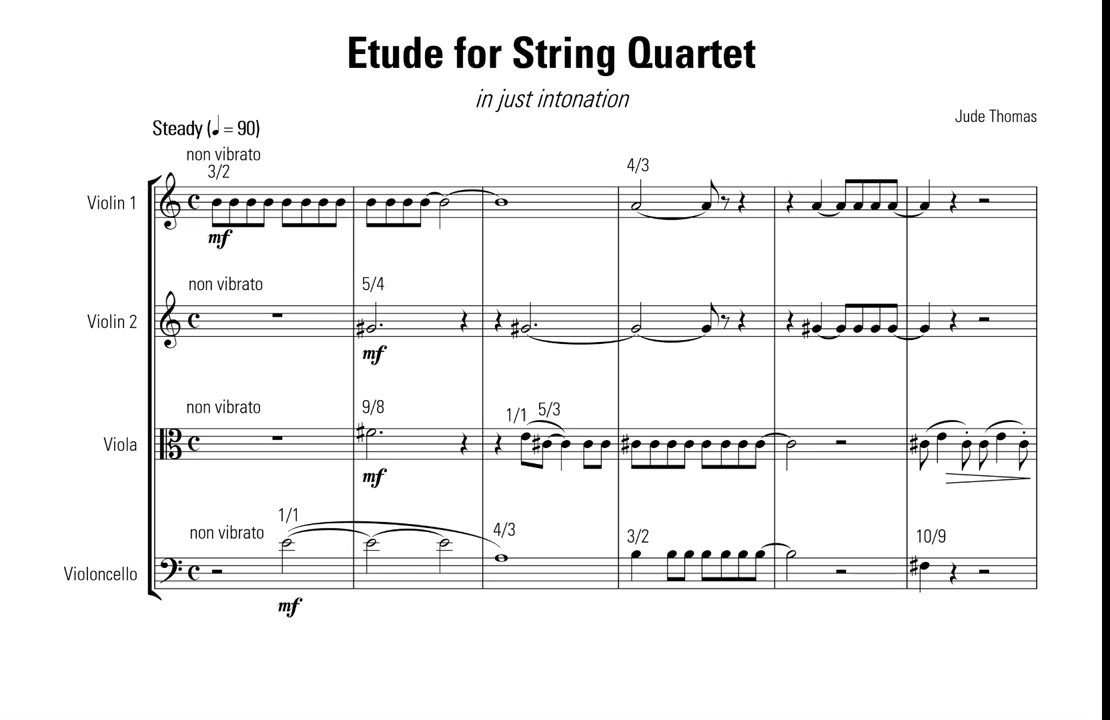 Etude for String Quartet
in just intonation
Jude Thomas
Steady (♩ = 90)
non vibrato
3/2
4/3
Violin 1
mf
non vibrato
5/4
Violin 2
mf
non vibrato
9/8
1/1
5/3
Viola
mf
non vibrato
1/1
4/3
3/2
10/9
Violoncello
mf